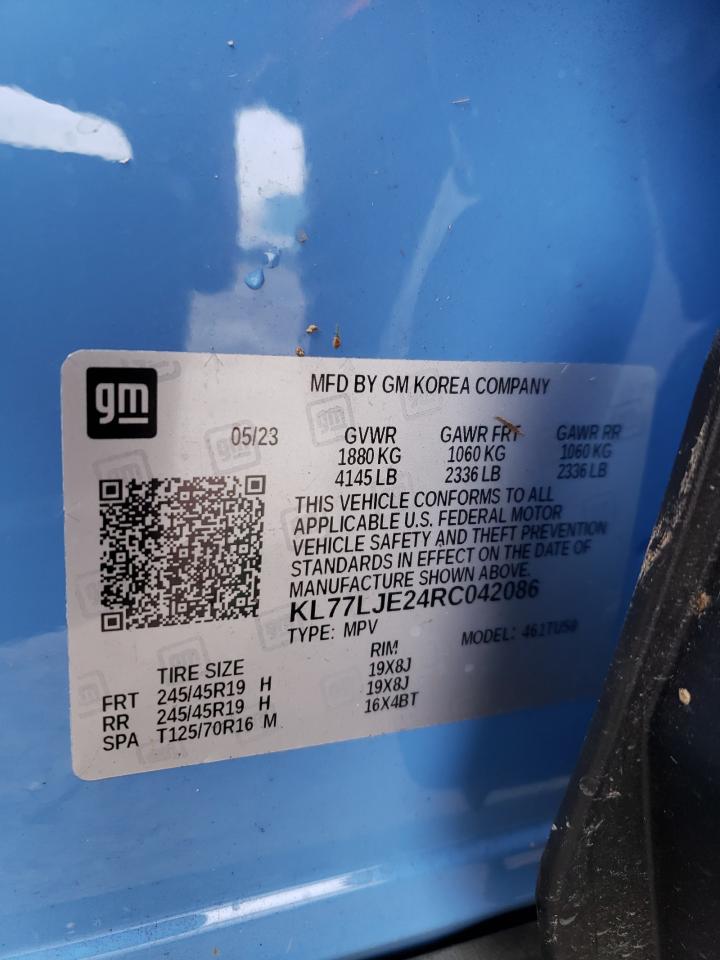 gm
MFD BY GM KOREA COMPANY
05/23 GVWR GAWR FRT GAWR RR
1880 KG 1060 KG 1060 KG
4145 LB 2336 LB 2336 LB
THIS VEHICLE CONFORMS TO ALL
APPLICABLE U.S. FEDERAL MOTOR
VEHICLE SAFETY AND THEFT PREVENTION
STANDARDS IN EFFECT ON THE DATE OF
MANUFACTURE SHOWN ABOVE.
KL77LJE24RC042086
TYPE: MPV MODEL: 461TU58
TIRE SIZE RIM
FRT 245/45R19 H 19X8J
RR 245/45R19 H 19X8J
SPA T125/70R16 M 16X4BT